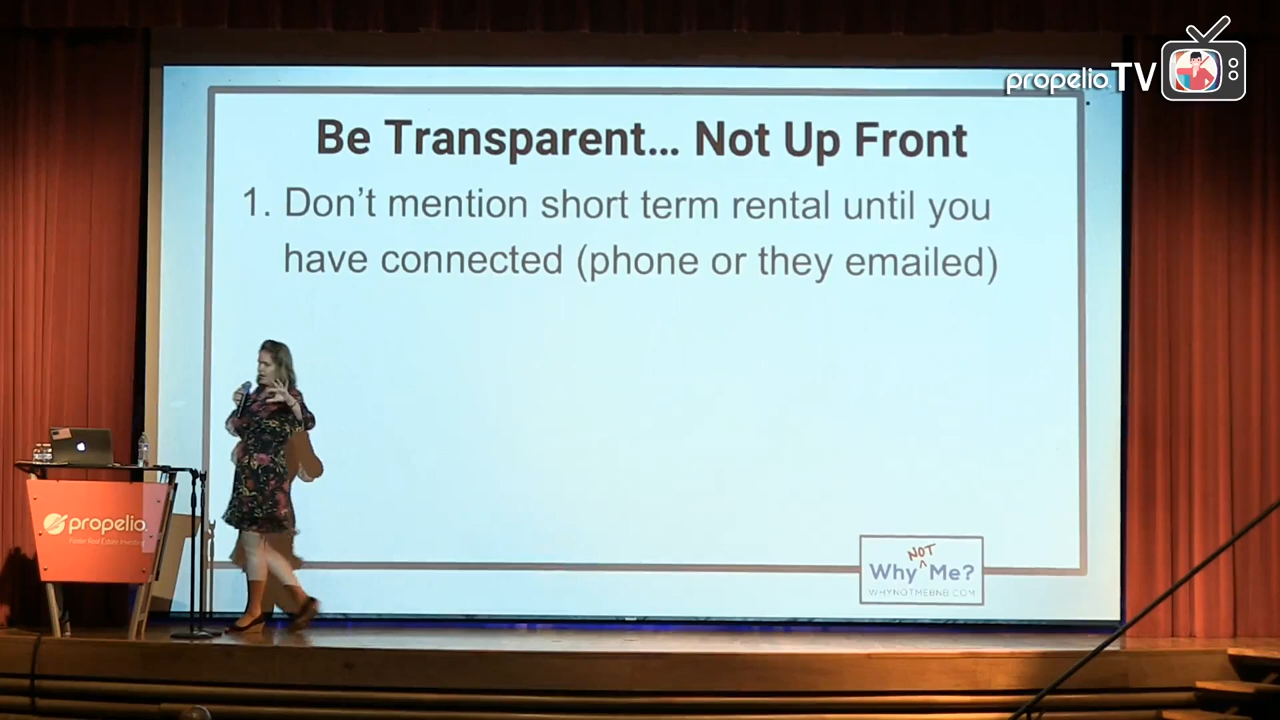 propelio TV
Be Transparent... Not Up Front
1. Don't mention short term rental until you
have connected (phone or they emailed)
propelio.
NOT
Why ^ Me?
WHYNOTMEBNB.COM